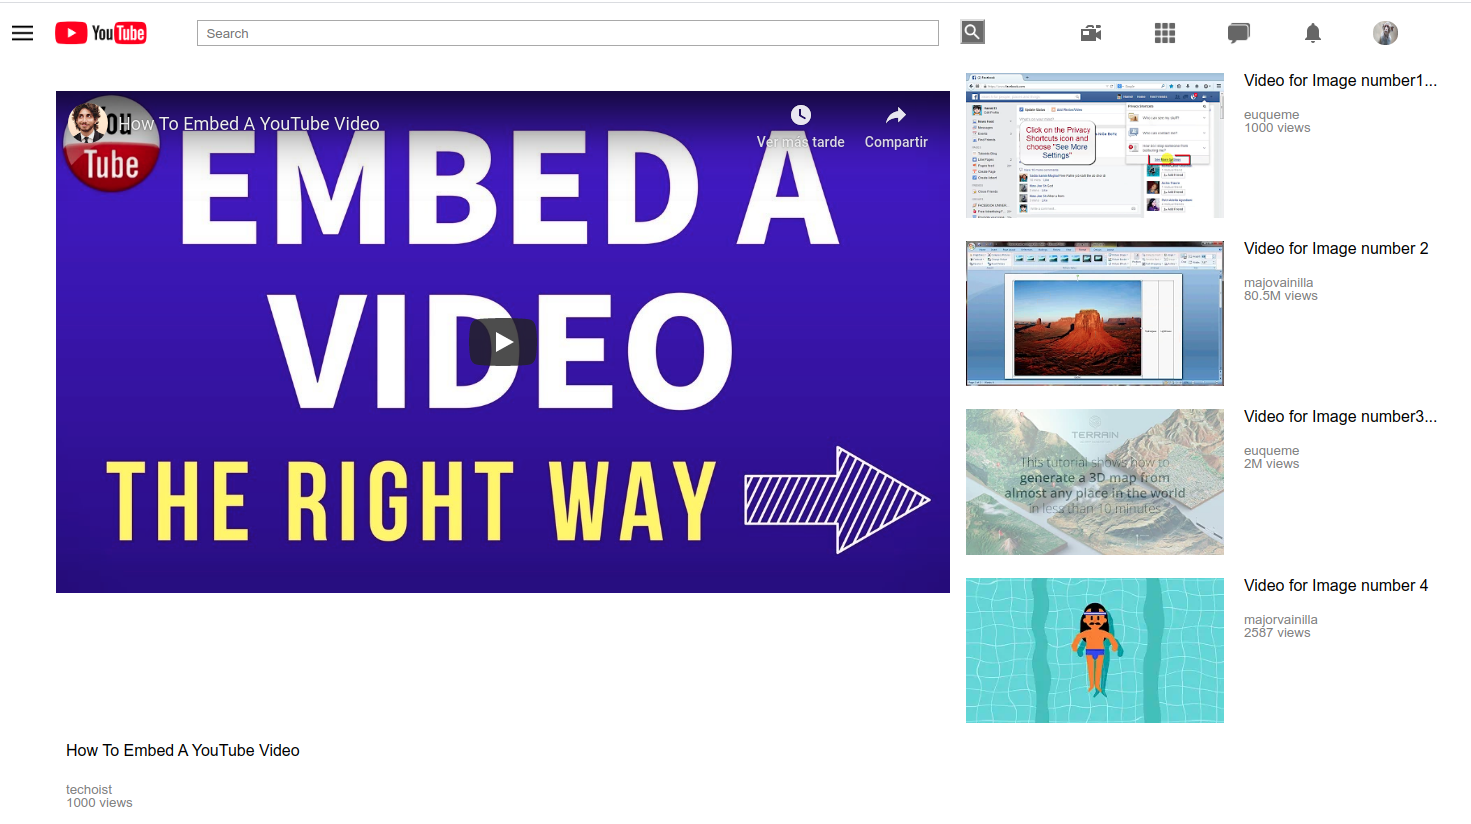 YouTube
Search
You
Tube
How To Embed A YouTube Video
Ver más tarde
Compartir
EMBED A
VIDEO
THE RIGHT WAY
How To Embed A YouTube Video
techoist
1000 views
Click on the Privacy
Shortcuts icon and
choose "See More
Settings"
Video for Image number1...
euqueme
1000 views
Video for Image number 2
majovainilla
80.5M views
TERRAIN
This tutorial shows how to
generate a 3D map from
almost any place in the world
in less than 10 minutes
Video for Image number3...
euqueme
2M views
Video for Image number 4
majorvainilla
2587 views